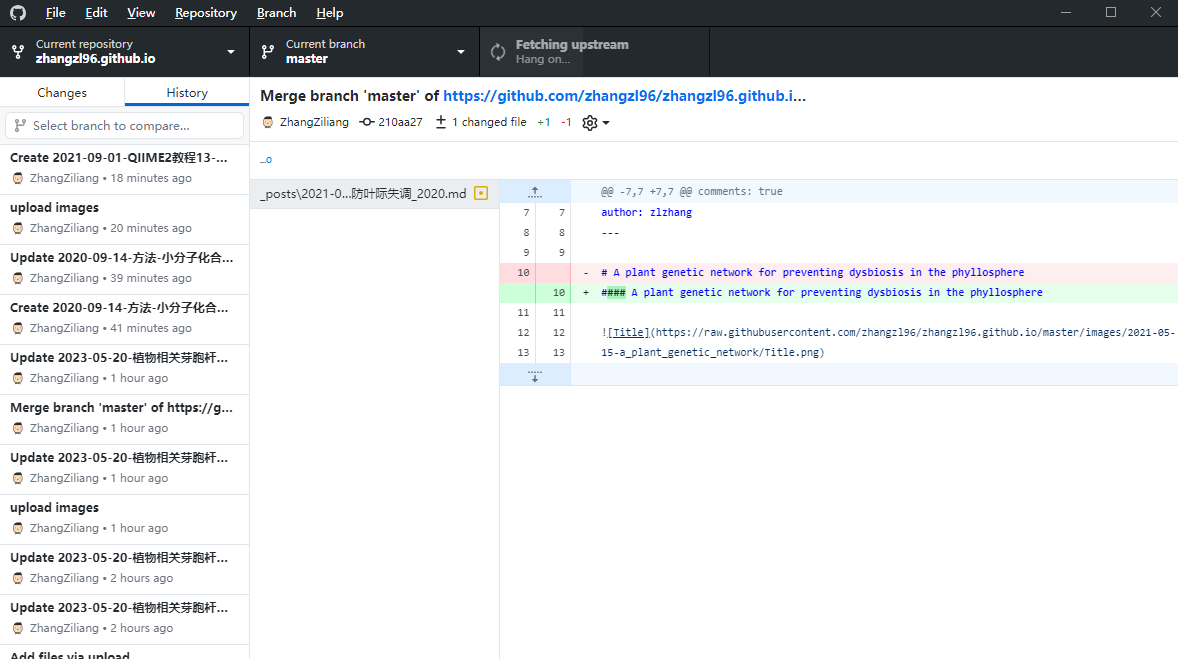 File Edit View Repository Branch Help
Current repository
zhangzl96.github.io
Current branch
master
Fetching upstream
Hang on...
Changes
History
Select branch to compare...
Create 2021-09-01-QIIME2教程13-...
ZhangZiliang • 18 minutes ago
upload images
ZhangZiliang • 20 minutes ago
Update 2020-09-14-方法-小分子化合...
ZhangZiliang • 39 minutes ago
Create 2020-09-14-方法-小分子化合...
ZhangZiliang • 41 minutes ago
Update 2023-05-20-植物相关芽胞杆...
ZhangZiliang • 1 hour ago
Merge branch 'master' of https://g...
ZhangZiliang • 1 hour ago
Update 2023-05-20-植物相关芽胞杆...
ZhangZiliang • 1 hour ago
upload images
ZhangZiliang • 1 hour ago
Update 2023-05-20-植物相关芽胞杆...
ZhangZiliang • 2 hours ago
Update 2023-05-20-植物相关芽胞杆...
ZhangZiliang • 2 hours ago
Add files via upload
Merge branch 'master' of https://github.com/zhangzl96/zhangzl96.github.i...
ZhangZiliang 210aa27 1 changed file +1 -1
_o
_posts\2021-0...防叶际失调_2020.md
@@ -7,7 +7,7 @@ comments: true
7 7 author: zlzhang
8 8 ---
9 9
10 - # A plant genetic network for preventing dysbiosis in the phyllosphere
10 + #### A plant genetic network for preventing dysbiosis in the phyllosphere
11 11
12 12 ![Title](https://raw.githubusercontent.com/zhangzl96/zhangzl96.github.io/master/images/2021-05-
13 13 15-a_plant_genetic_network/Title.png)